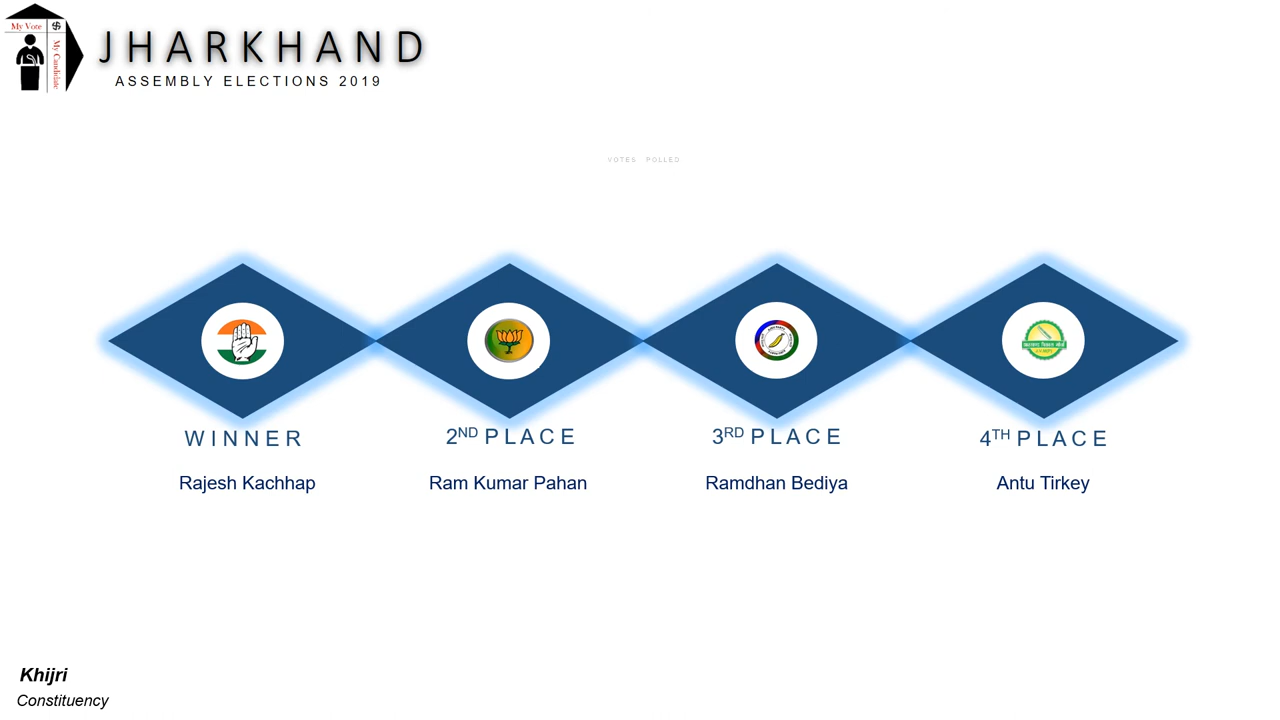 My Vote
My Candidate
JHARKHAND
ASSEMBLY ELECTIONS 2019
VOTES POLLED
WINNER
2ND PLACE
3RD PLACE
4TH PLACE
Rajesh Kachhap
Ram Kumar Pahan
Ramdhan Bediya
Antu Tirkey
Khijri
Constituency